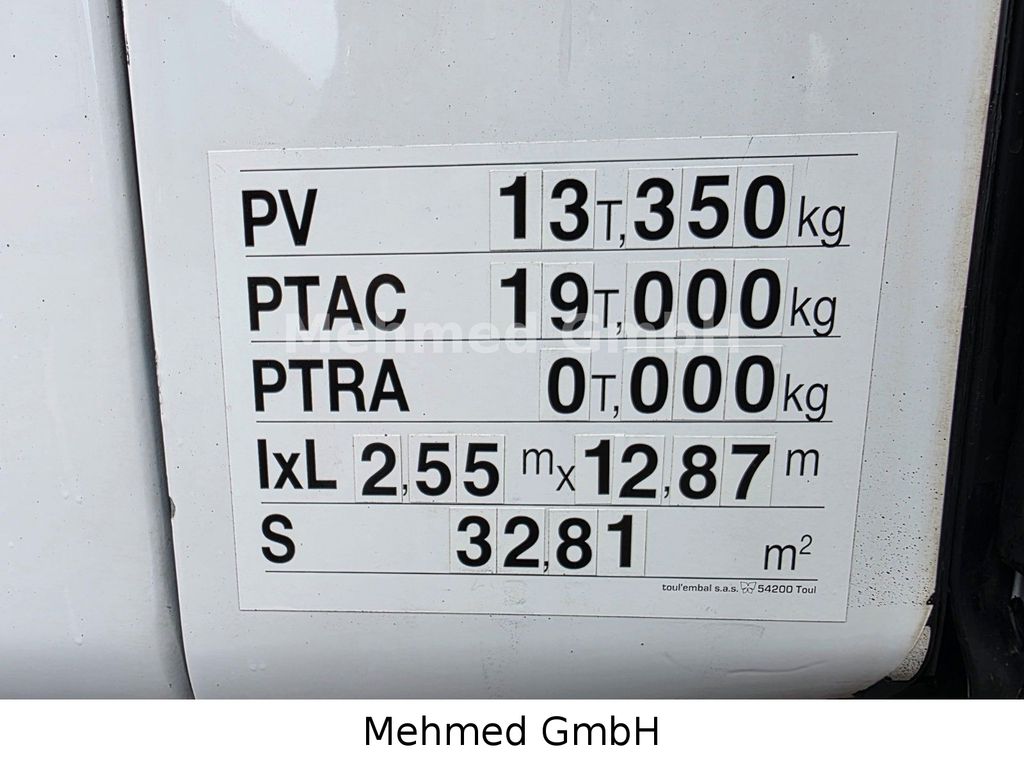 PV 13T,350kg
PTAC 19T,000kg
Mehmed GmbH
PTRA 0T,000kg
lxL 2,55 m x 12,87 m
S 32,81 m²
toul'embal s.a.s. 54200 Toul
Mehmed GmbH